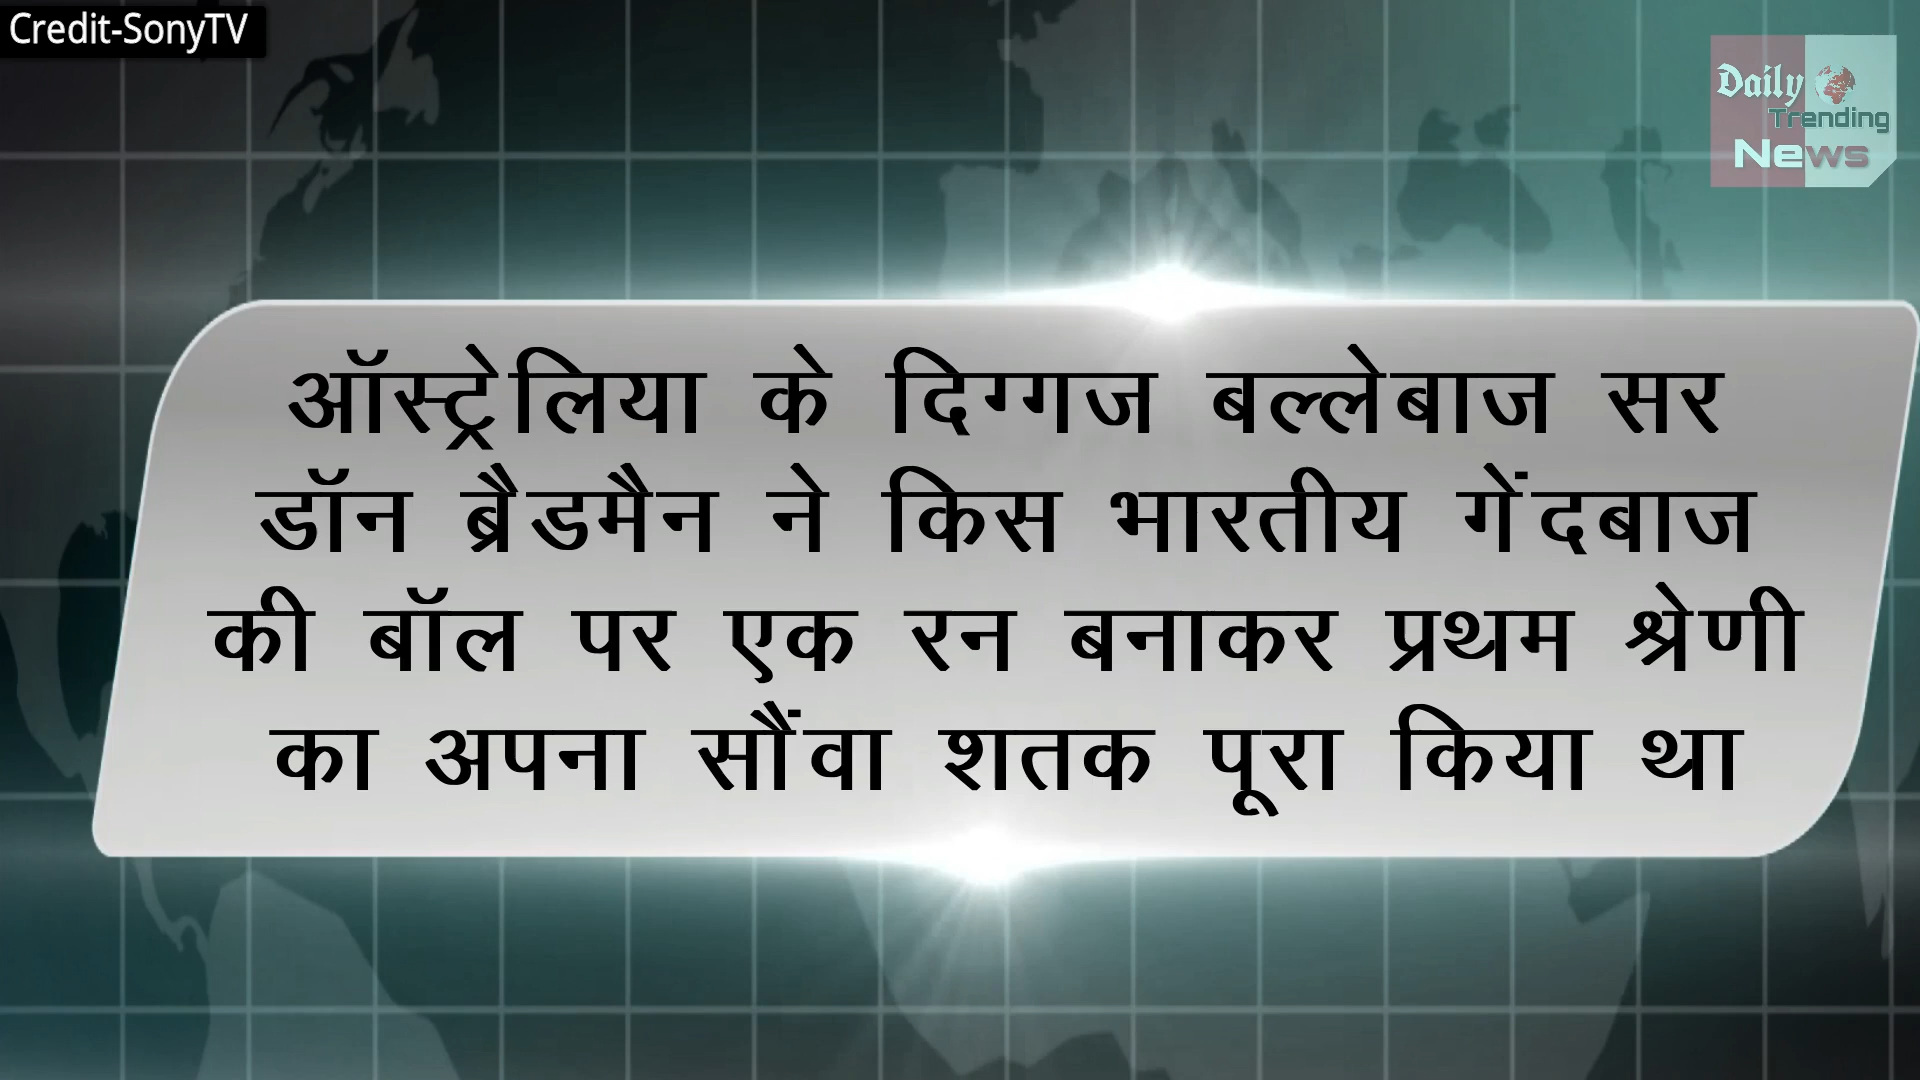 Credit-SonyTV
Daily
Trending
News
ऑस्ट्रेलिया के दिग्गज बल्लेबाज सर
डॉन ब्रैडमैन ने किस भारतीय गेंदबाज
की बॉल पर एक रन बनाकर प्रथम श्रेणी
का अपना सौंवा शतक पूरा किया था